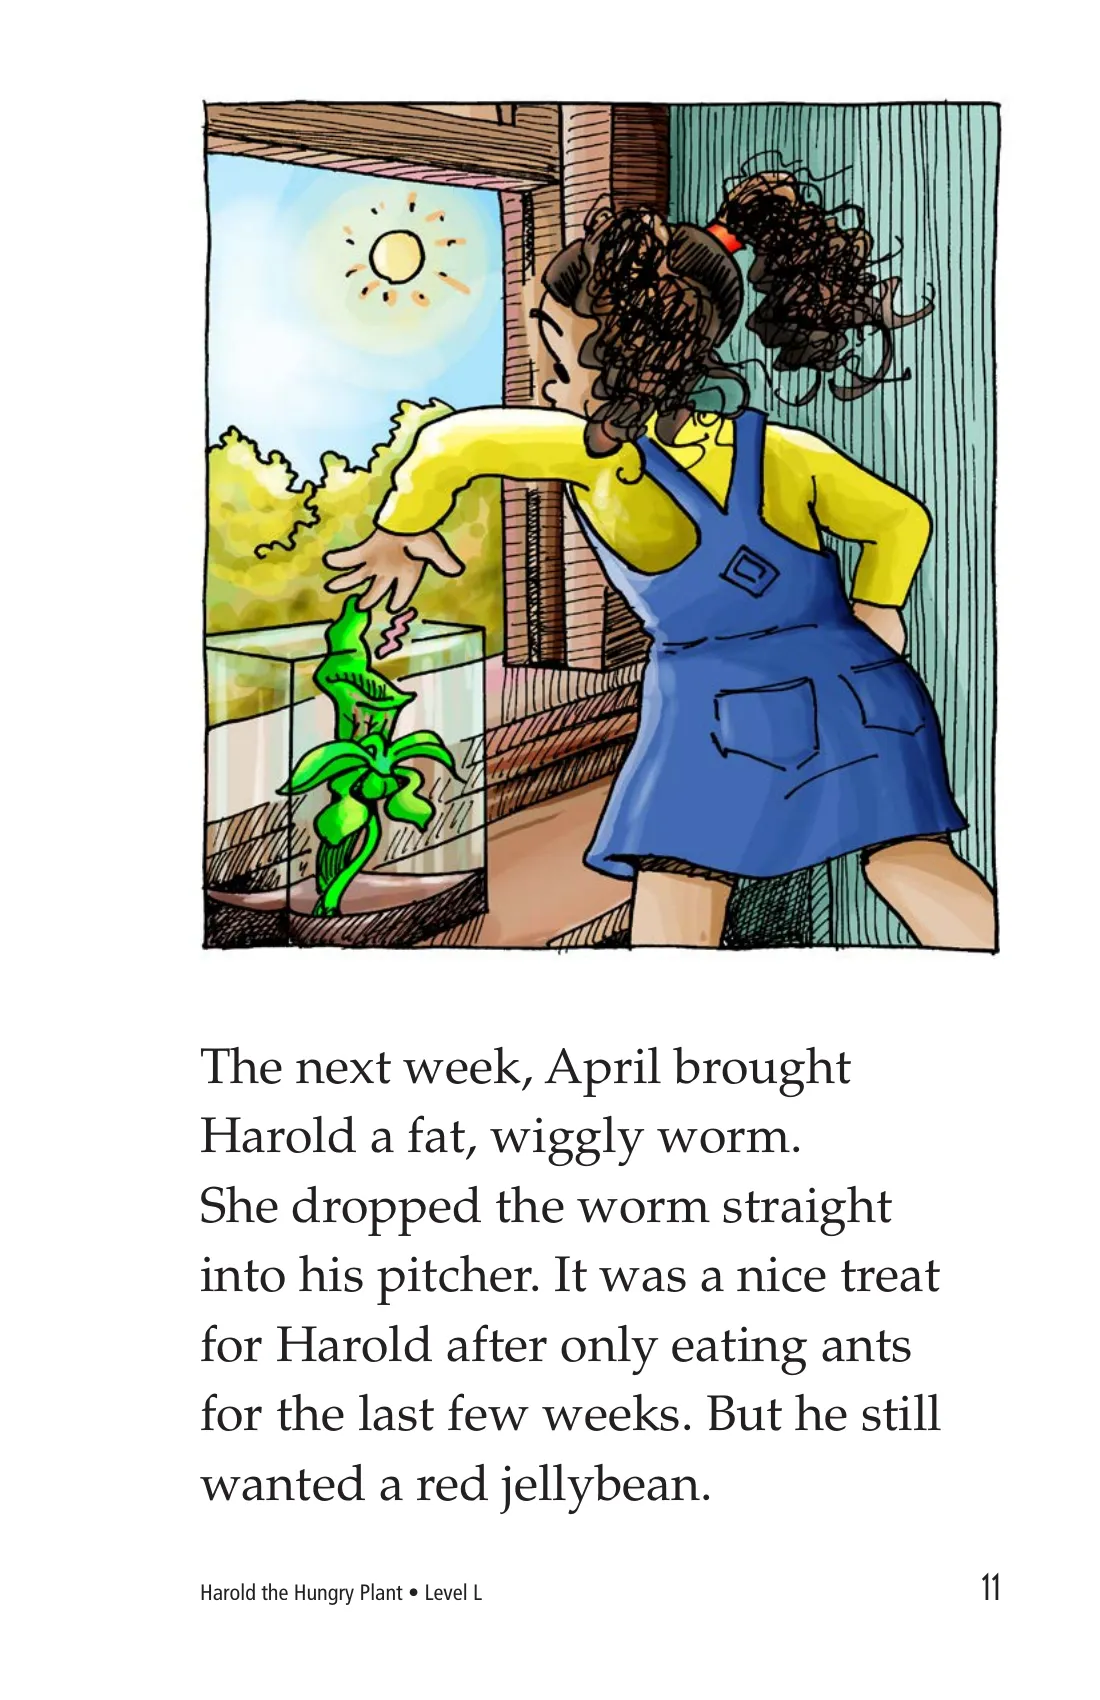 The next week, April brought
Harold a fat, wiggly worm.
She dropped the worm straight
into his pitcher. It was a nice treat
for Harold after only eating ants
for the last few weeks. But he still
wanted a red jellybean.
Harold the Hungry Plant • Level L
11